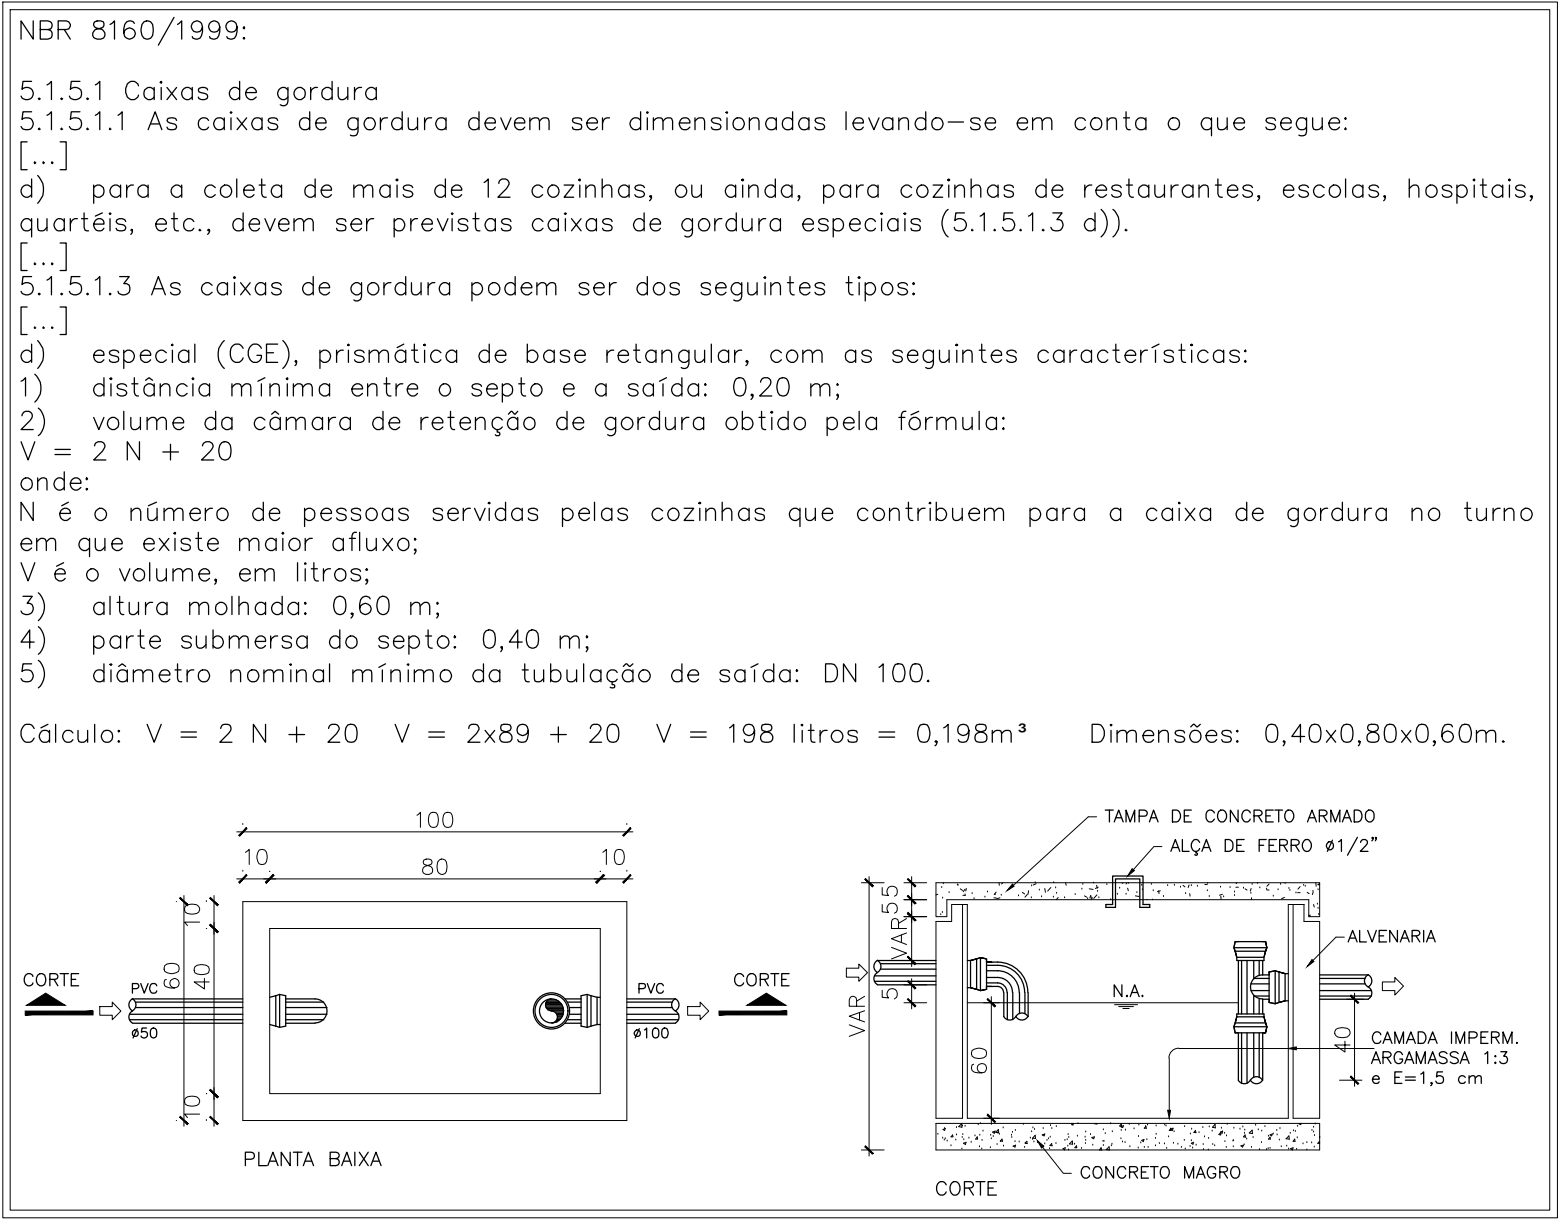 NBR 8160/1999:
5.1.5.1 Caixas de gordura
5.1.5.1.1 As caixas de gordura devem ser dimensionadas levando-se em conta o que segue:
[...]
d) para a coleta de mais de 12 cozinhas, ou ainda, para cozinhas de restaurantes, escolas, hospitais,
quartéis, etc., devem ser previstas caixas de gordura especiais (5.1.5.1.3 d)).
[...]
5.1.5.1.3 As caixas de gordura podem ser dos seguintes tipos:
[...]
d) especial (CGE), prismática de base retangular, com as seguintes características:
1) distância mínima entre o septo e a saída: 0,20 m;
2) volume da câmara de retenção de gordura obtido pela fórmula:
V = 2 N + 20
onde:
N é o número de pessoas servidas pelas cozinhas que contribuem para a caixa de gordura no turno
em que existe maior afluxo;
V é o volume, em litros;
3) altura molhada: 0,60 m;
4) parte submersa do septo: 0,40 m;
5) diâmetro nominal mínimo da tubulação de saída: DN 100.
Cálculo: V = 2 N + 20 V = 2x89 + 20 V = 198 litros = 0,198m³ Dimensões: 0,40x0,80x0,60m.
100
10 80 10
10
60 40
10
CORTE
PVC
ø50
PVC
ø100
CORTE
PLANTA BAIXA
TAMPA DE CONCRETO ARMADO
ALÇA DE FERRO ø1/2"
5
5
VAR
5
VAR
ALVENARIA
N.A.
60
40
CAMADA IMPERM.
ARGAMASSA 1:3
e E=1,5 cm
CONCRETO MAGRO
CORTE